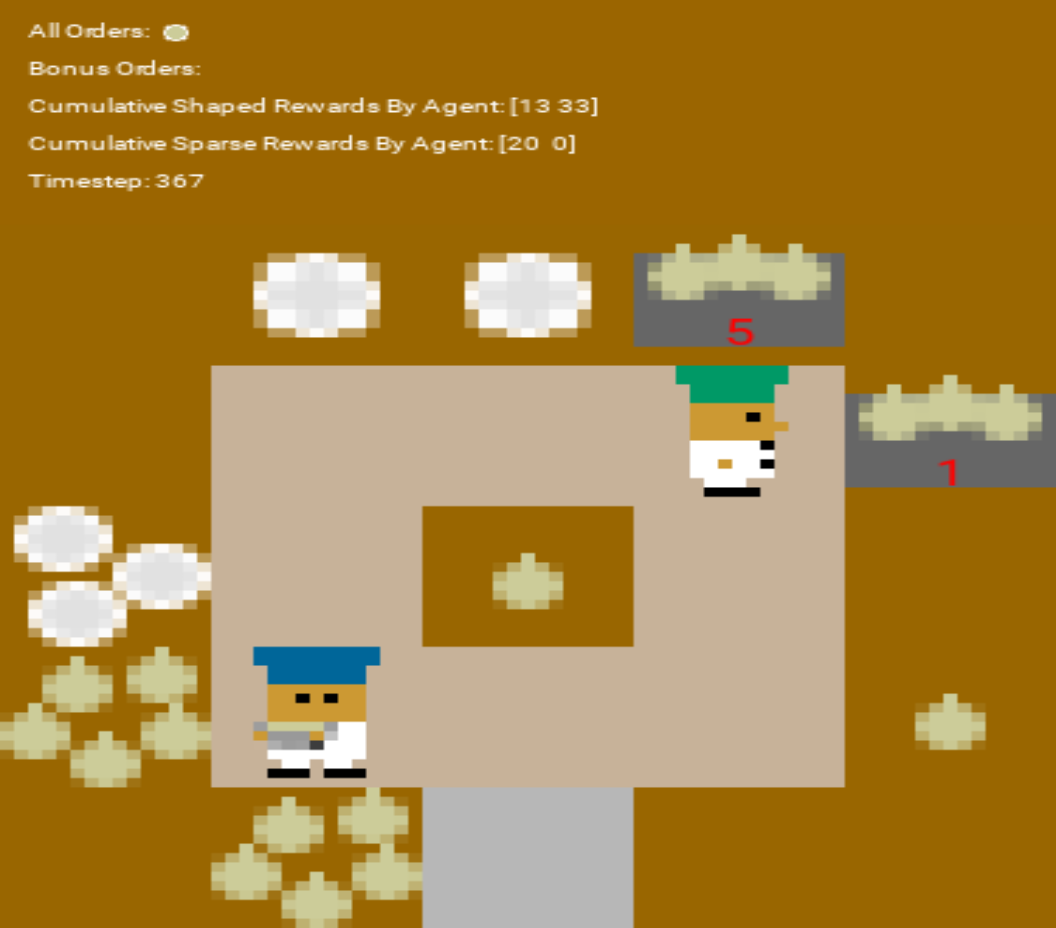 All Orders:
Bonus Orders:
Cumulative Shaped Rewards By Agent: [13 33]
Cumulative Sparse Rewards By Agent: [20  0]
Timestep: 367
5
1